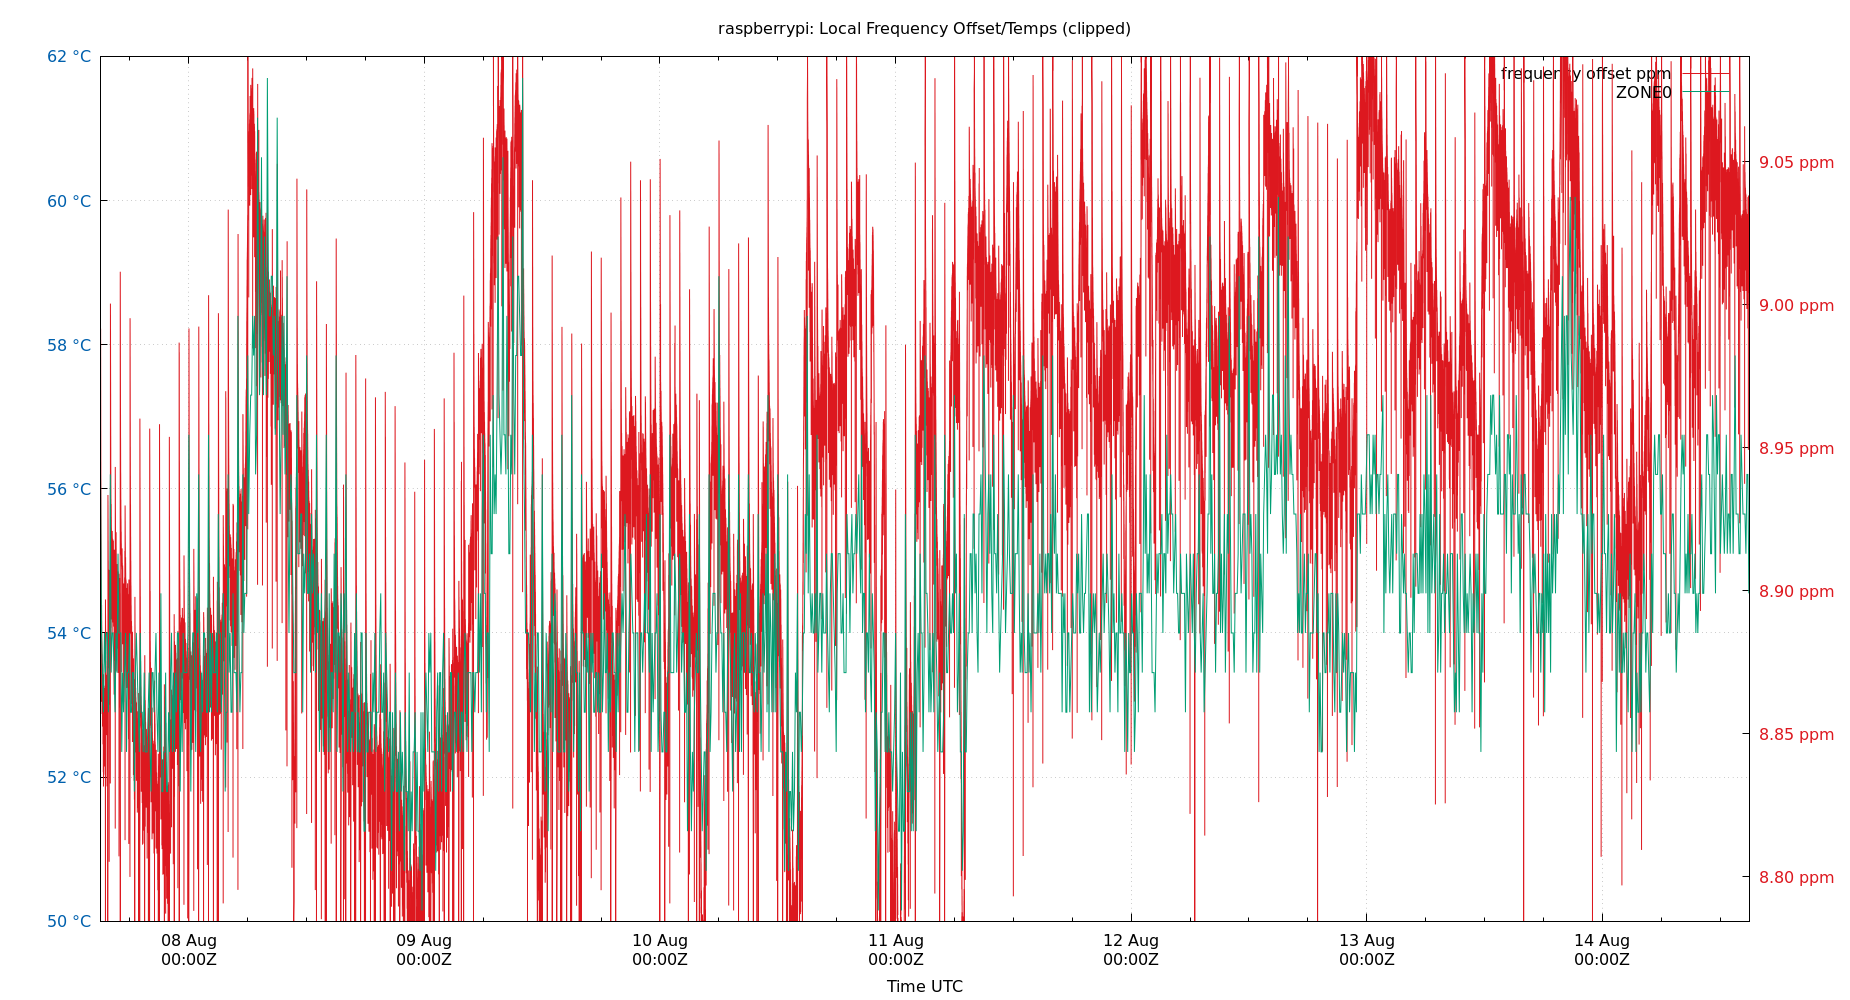 raspberrypi: Local Frequency Offset/Temps (clipped)
62 °C
60 °C
58 °C
56 °C
54 °C
52 °C
50 °C
frequency offset ppm
ZONE0
9.05 ppm
9.00 ppm
8.95 ppm
8.90 ppm
8.85 ppm
8.80 ppm
08 Aug
00:00Z
09 Aug
00:00Z
10 Aug
00:00Z
11 Aug
00:00Z
12 Aug
00:00Z
13 Aug
00:00Z
14 Aug
00:00Z
Time UTC